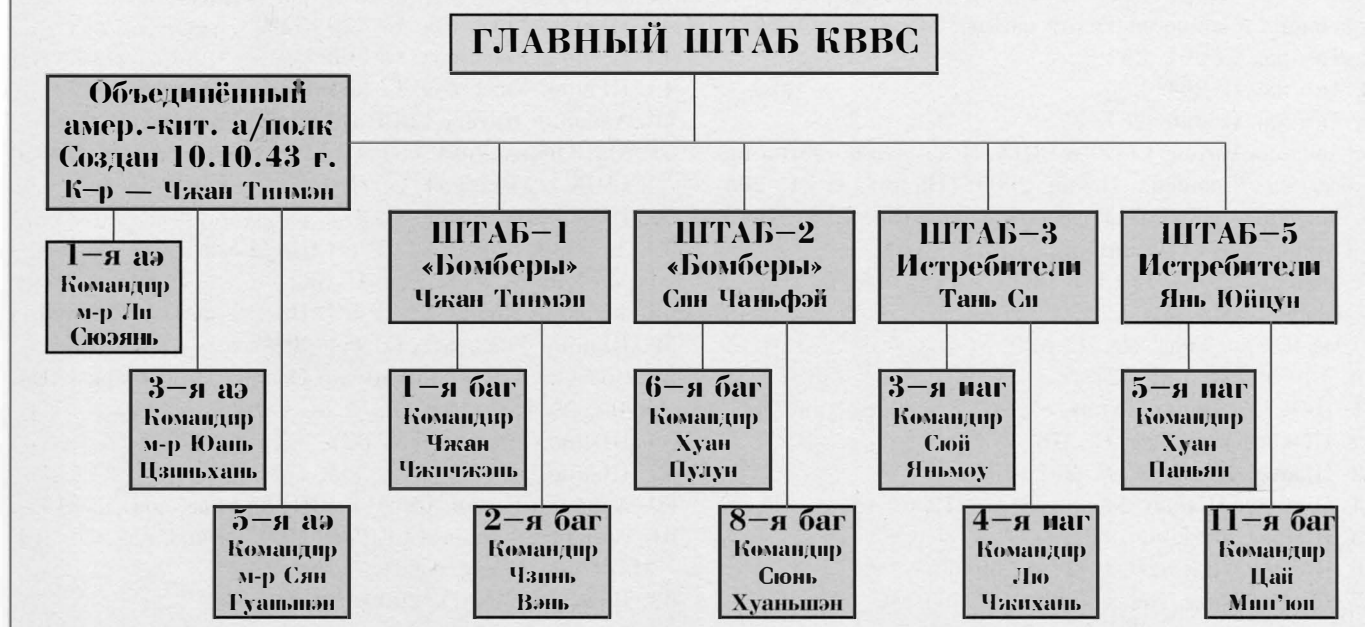 ГЛАВНЫЙ ШТАБ КВВС
Объединённый
амер.-кит. а/полк
Создан 10.10.43 г.
К–р — Чжан Тинмэн
1–я аэ
Командир
м-р Ли
Сюэянь
3–я аэ
Командир
м-р Юань
Цзиньхань
5–я аэ
Командир
м-р Сян
Гуаньшэн
ШТАБ–1
«Бомберы»
Чжан Тинмэн
1–я баг
Командир
Чжан
Чжичжэнь
2–я баг
Командир
Чзинь
Вэнь
ШТАБ–2
«Бомберы»
Син Чаньфэй
6–я баг
Командир
Хуан
Пулун
8–я баг
Командир
Сюнь
Хуаньшэн
ШТАБ–3
Истребители
Тань Си
3–я иаг
Командир
Сюй
Яньмоу
4–я иаг
Командир
Лю
Чжихань
ШТАБ–5
Истребители
Янь Юйцун
5–я иаг
Командир
Хуан
Паньян
11–я баг
Командир
Цай
Мин'юн